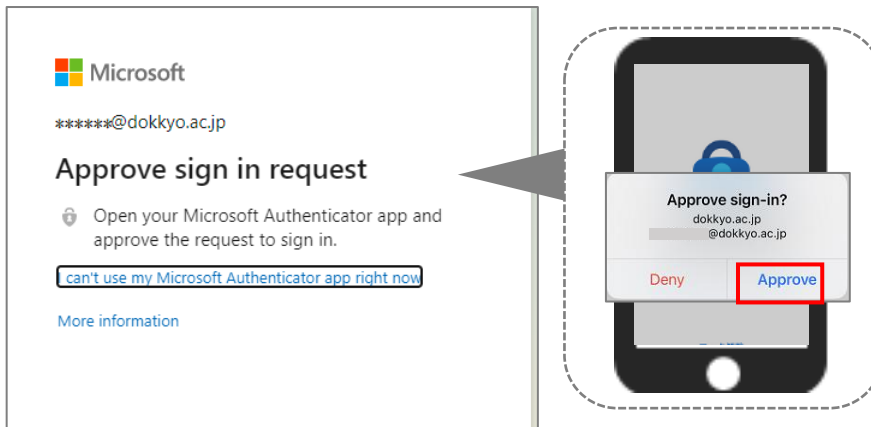 Microsoft
******@dokkyo.ac.jp
Approve sign in request
Open your Microsoft Authenticator app and
approve the request to sign in.
I can't use my Microsoft Authenticator app right now
More information
Approve sign-in?
dokkyo.ac.jp
@dokkyo.ac.jp
Deny
Approve